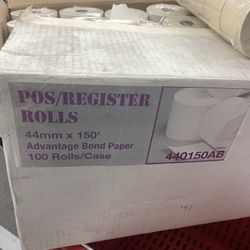 POS/REGISTER
ROLLS
44mm x 150'
Advantage Bond Paper
100 Rolls/Case
440150AB